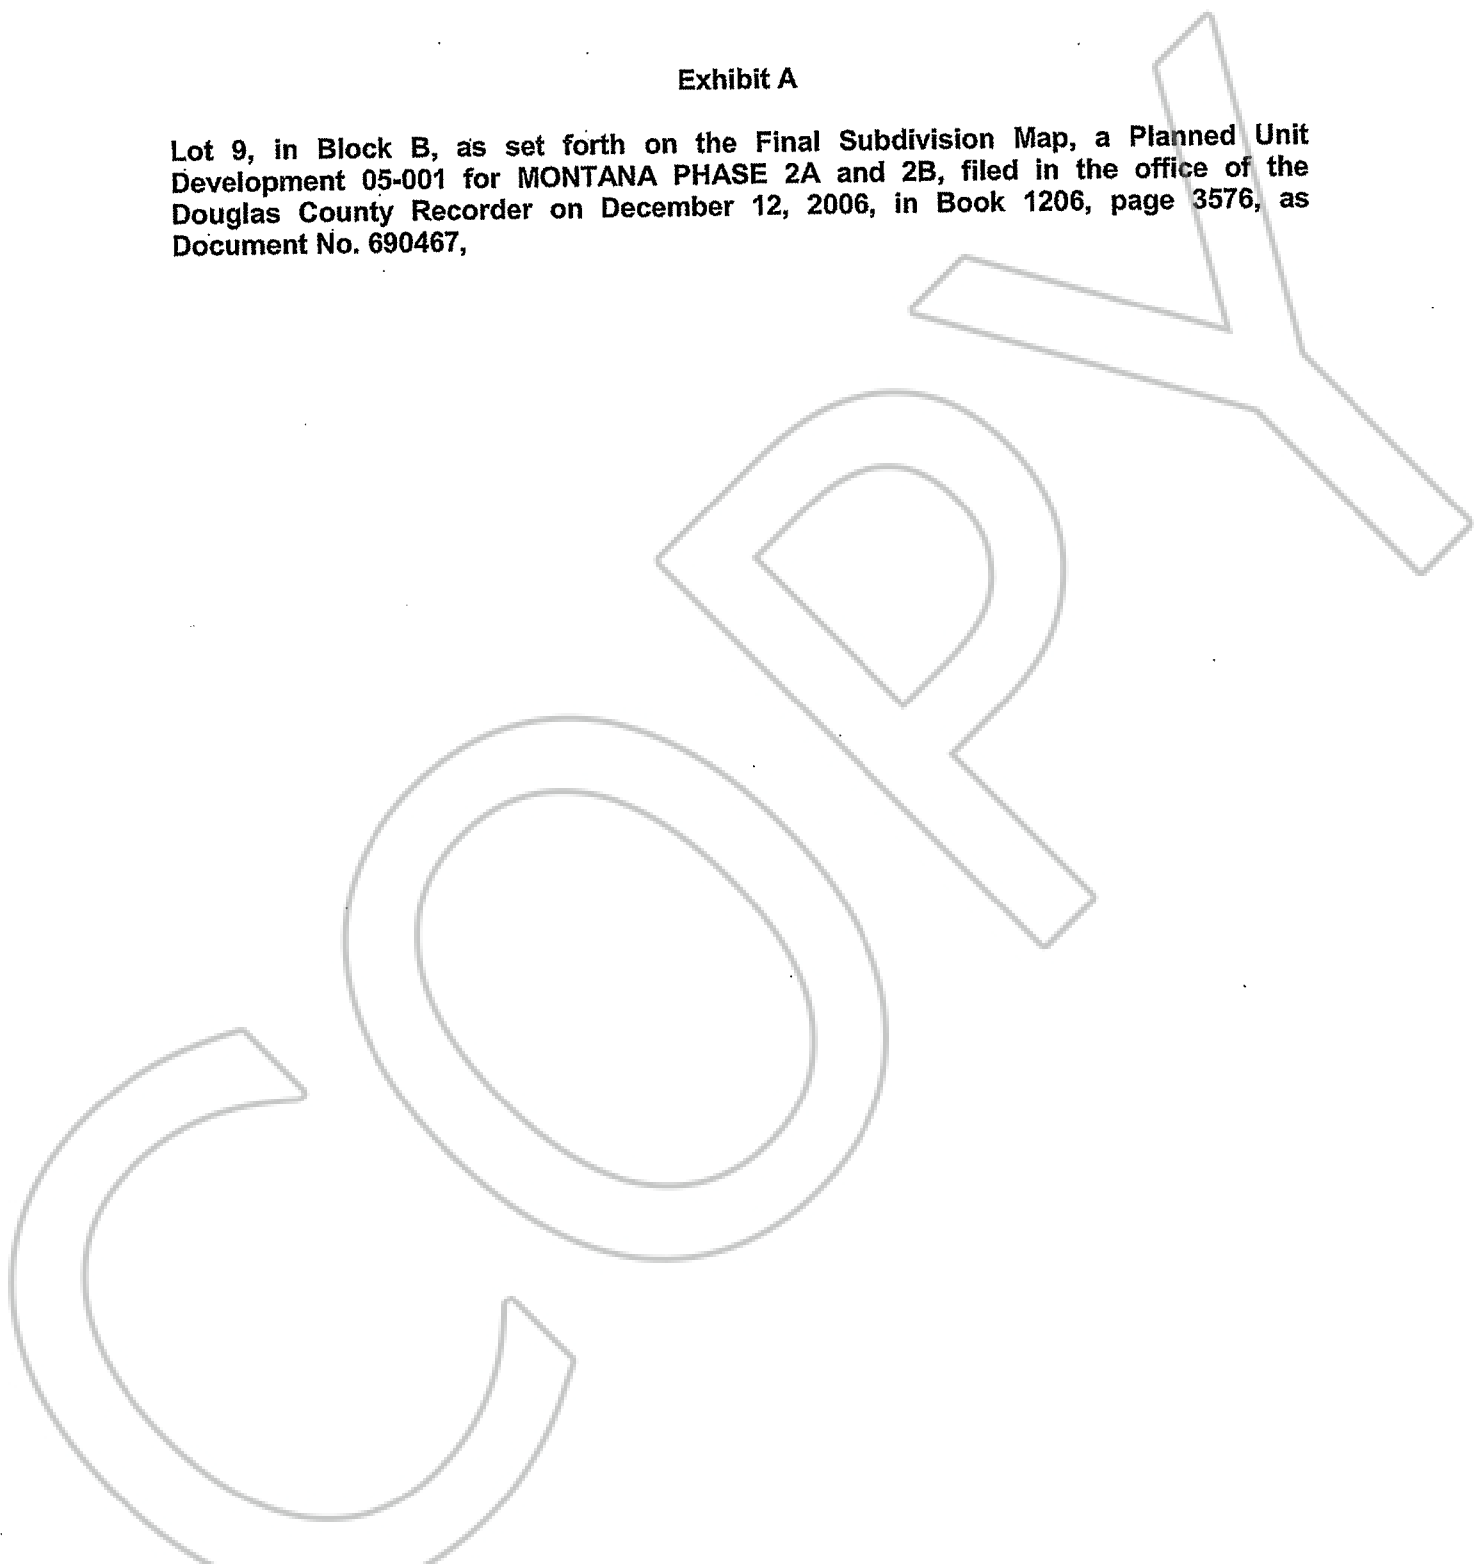 Exhibit A
Lot 9, in Block B, as set forth on the Final Subdivision Map, a Planned Unit
Development 05-001 for MONTANA PHASE 2A and 2B, filed in the office of the
Douglas County Recorder on December 12, 2006, in Book 1206, page 3576, as
Document No. 690467,
COPY